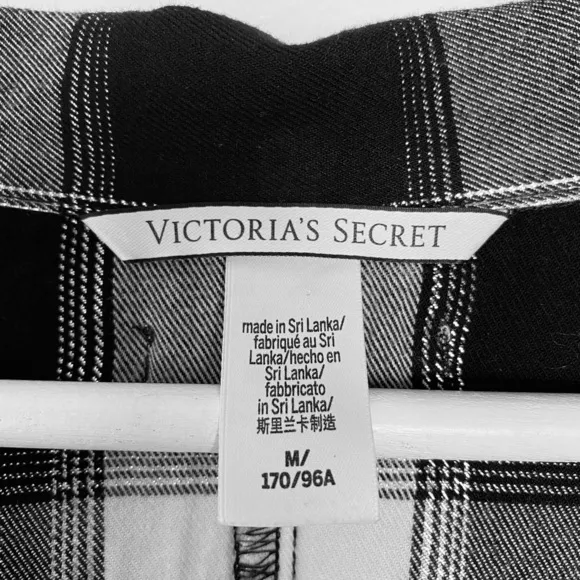 VICTORIA'S SECRET
made in Sri Lanka/
fabriqué au Sri
Lanka/hecho en
Sri Lanka/
fabbricato
in Sri Lanka/
斯里兰卡制造
M/
170/96A